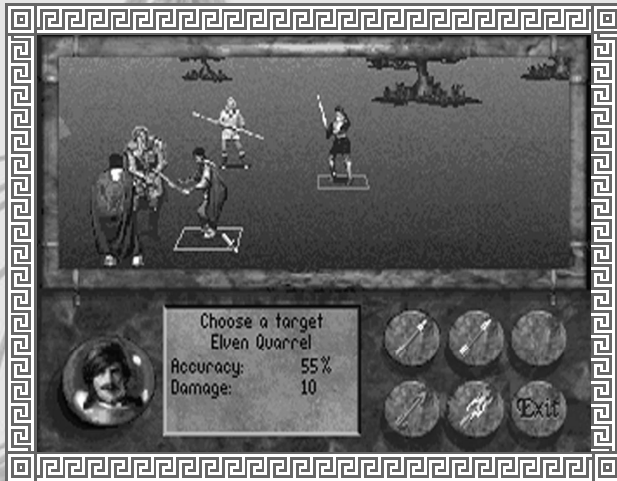 Choose a target
Elven Quarrel
Accuracy: 55%
Damage: 10
Exit